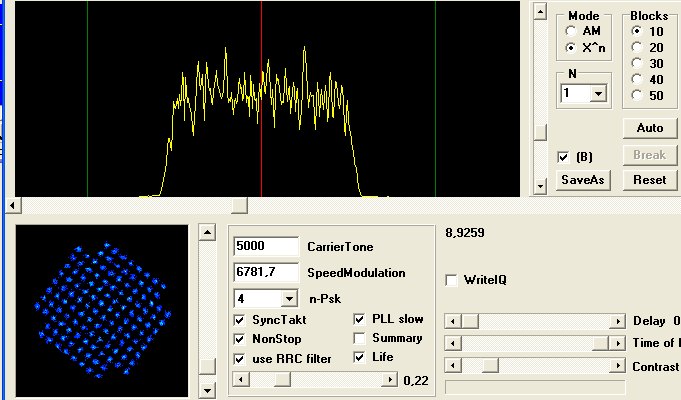 Mode
AM
X^n
N
1
Blocks
10
20
30
40
50
Auto
(B)
Break
SaveAs
Reset
5000 CarrierTone
6781,7 SpeedModulation
4 n-Psk
SyncTakt
PLL slow
NonStop
Summary
use RRC filter
Life
0,22
8,9259
WriteIQ
Delay 0
Time of
Contrast